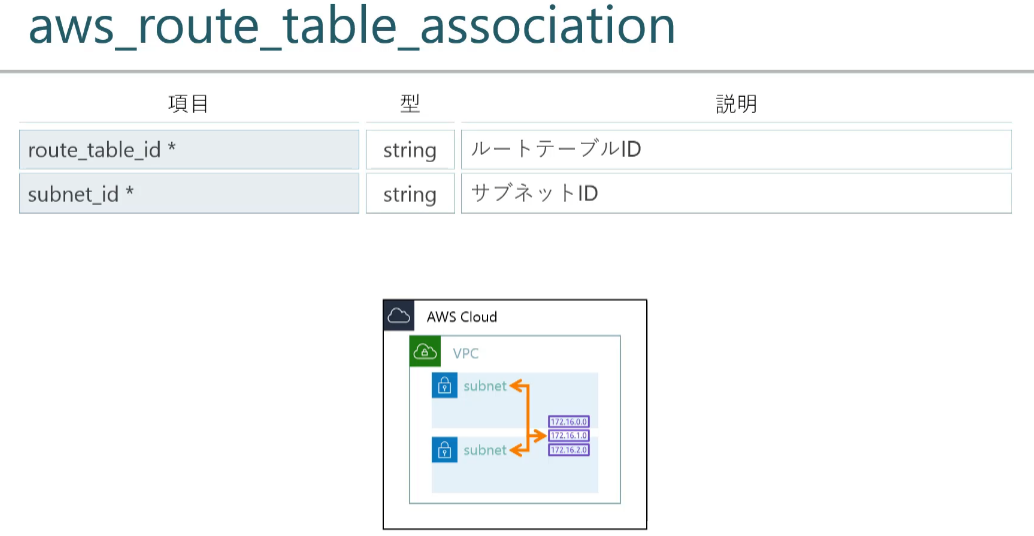 aws_route_table_association
項目 型 説明
route_table_id * string ルートテーブルID
subnet_id * string サブネットID
AWS Cloud
VPC
subnet
172.16.0.0
172.16.1.0
subnet
172.16.2.0